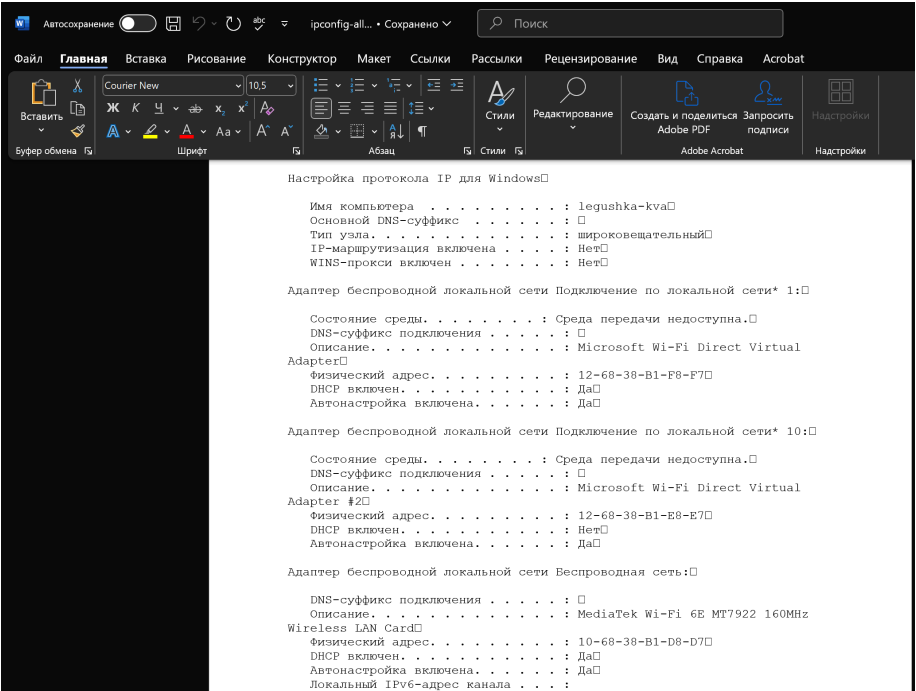 Автосохранение
ipconfig-all... • Сохранено
Поиск
Файл Главная Вставка Рисование Конструктор Макет Ссылки Рассылки Рецензирование Вид Справка Acrobat
Courier New 10,5
Вставить
Ж К Ч ab x₂ x² A
A A Aa A A
Стили
Редактирование
Создать и поделиться Adobe PDF
Запросить подписи
Надстройки
Буфер обмена Шрифт Абзац Стили Adobe Acrobat Надстройки
Настройка протокола IP для Windows□
Имя компьютера . . . . . . . . . : legushka-kva□
Основной DNS-суффикс . . . . . . : □
Тип узла. . . . . . . . . . . . . : широковещательный□
IP-маршрутизация включена . . . . : Нет□
WINS-прокси включен . . . . . . . : Нет□
Адаптер беспроводной локальной сети Подключение по локальной сети* 1:□
Состояние среды. . . . . . . . : Среда передачи недоступна.□
DNS-суффикс подключения . . . . . : □
Описание. . . . . . . . . . . . . : Microsoft Wi-Fi Direct Virtual
Adapter□
Физический адрес. . . . . . . . . : 12-68-38-B1-F8-F7□
DHCP включен. . . . . . . . . . . : Да□
Автонастройка включена. . . . . . : Да□
Адаптер беспроводной локальной сети Подключение по локальной сети* 10:□
Состояние среды. . . . . . . . : Среда передачи недоступна.□
DNS-суффикс подключения . . . . . : □
Описание. . . . . . . . . . . . . : Microsoft Wi-Fi Direct Virtual
Adapter #2□
Физический адрес. . . . . . . . . : 12-68-38-B1-E8-E7□
DHCP включен. . . . . . . . . . . : Нет□
Автонастройка включена. . . . . . : Да□
Адаптер беспроводной локальной сети Беспроводная сеть:□
DNS-суффикс подключения . . . . . : □
Описание. . . . . . . . . . . . . : MediaTek Wi-Fi 6E MT7922 160MHz
Wireless LAN Card□
Физический адрес. . . . . . . . . : 10-68-38-B1-D8-D7□
DHCP включен. . . . . . . . . . . : Да□
Автонастройка включена. . . . . . : Да□
Локальный IPv6-адрес канала . . . :